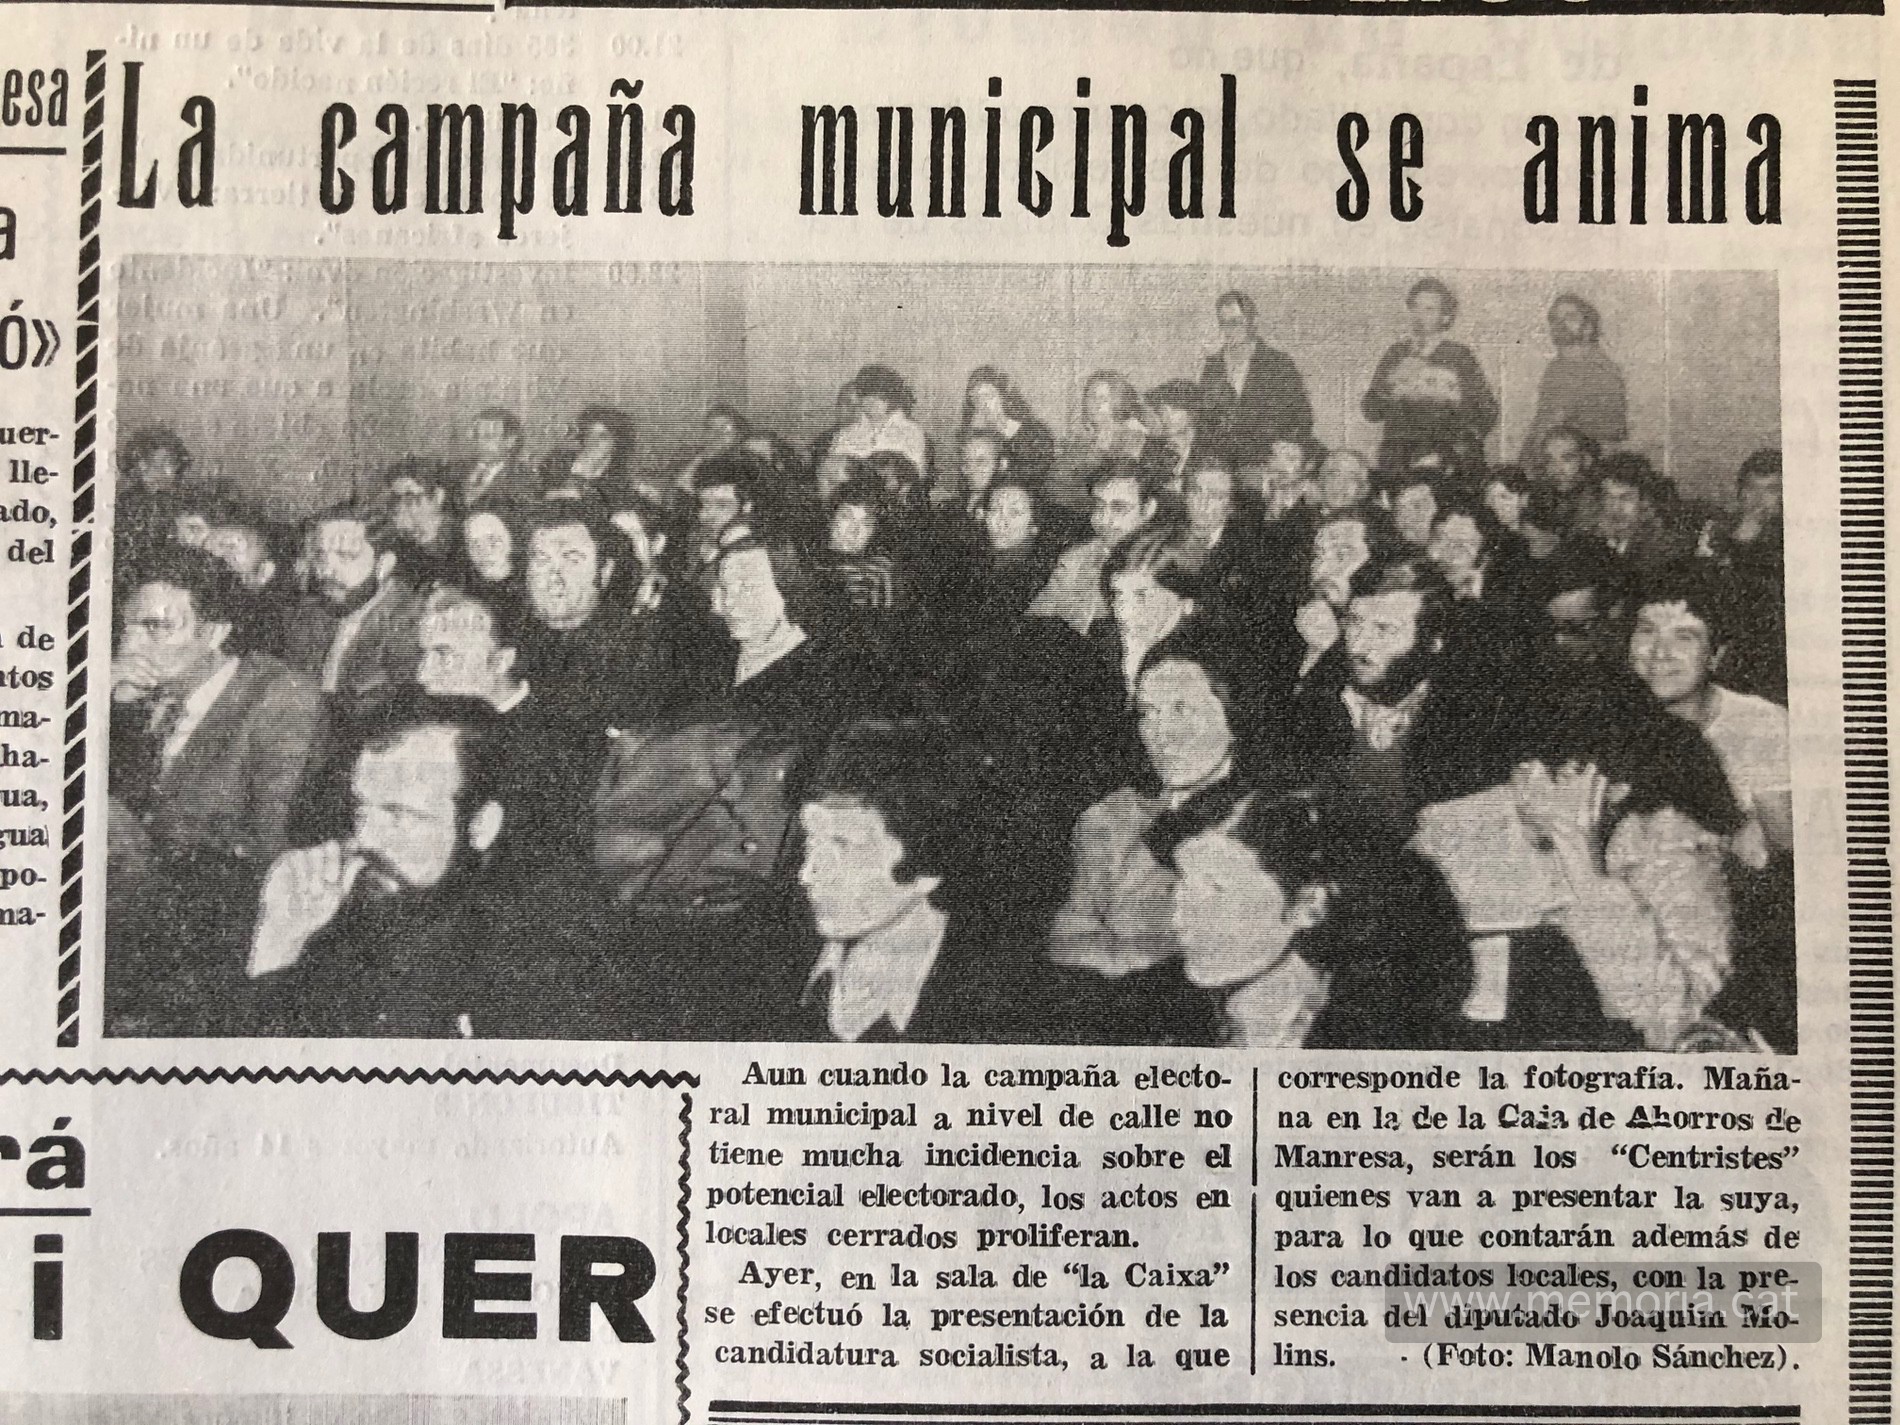 La campaña municipal se anima
esa
a
ó»
uer-
lle-
ado,
del
de
ntos
ma-
ha-
ua,
gua
po-
ma-
rá
i QUER
Aun cuando la campaña electo-
ral municipal a nivel de calle no
tiene mucha incidencia sobre el
potencial electorado, los actos en
locales cerrados proliferan.
Ayer, en la sala de “la Caixa”
se efectuó la presentación de la
candidatura socialista, a la que
corresponde la fotografía. Maña-
na en la de la Caja de Ahorros de
Manresa, serán los “Centristes”
quienes van a presentar la suya,
para lo que contarán además de
los candidatos locales, con la pre-
sencia del diputado Joaquim Mo-
lins. - (Foto: Manolo Sánchez).
www.memoria.cat